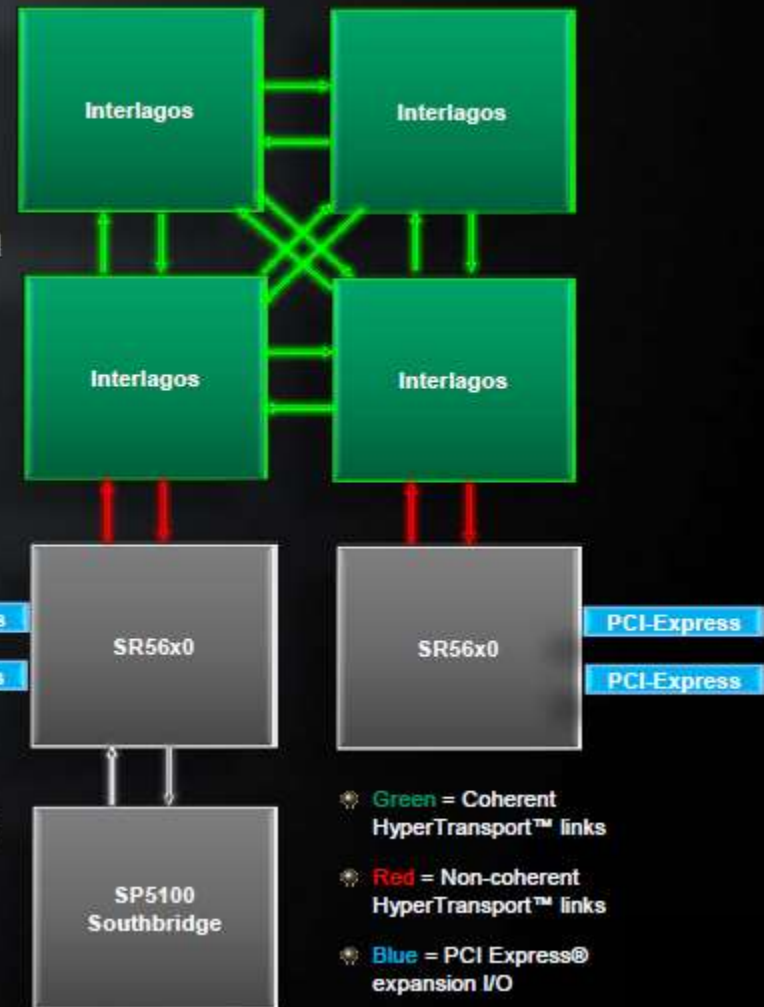 Interlagos
Interlagos
Interlagos
Interlagos
SR56x0
SR56x0
PCI-Express
PCI-Express
SP5100
Southbridge
Green = Coherent
HyperTransport™ links
Red = Non-coherent
HyperTransport™ links
Blue = PCI Express®
expansion I/O